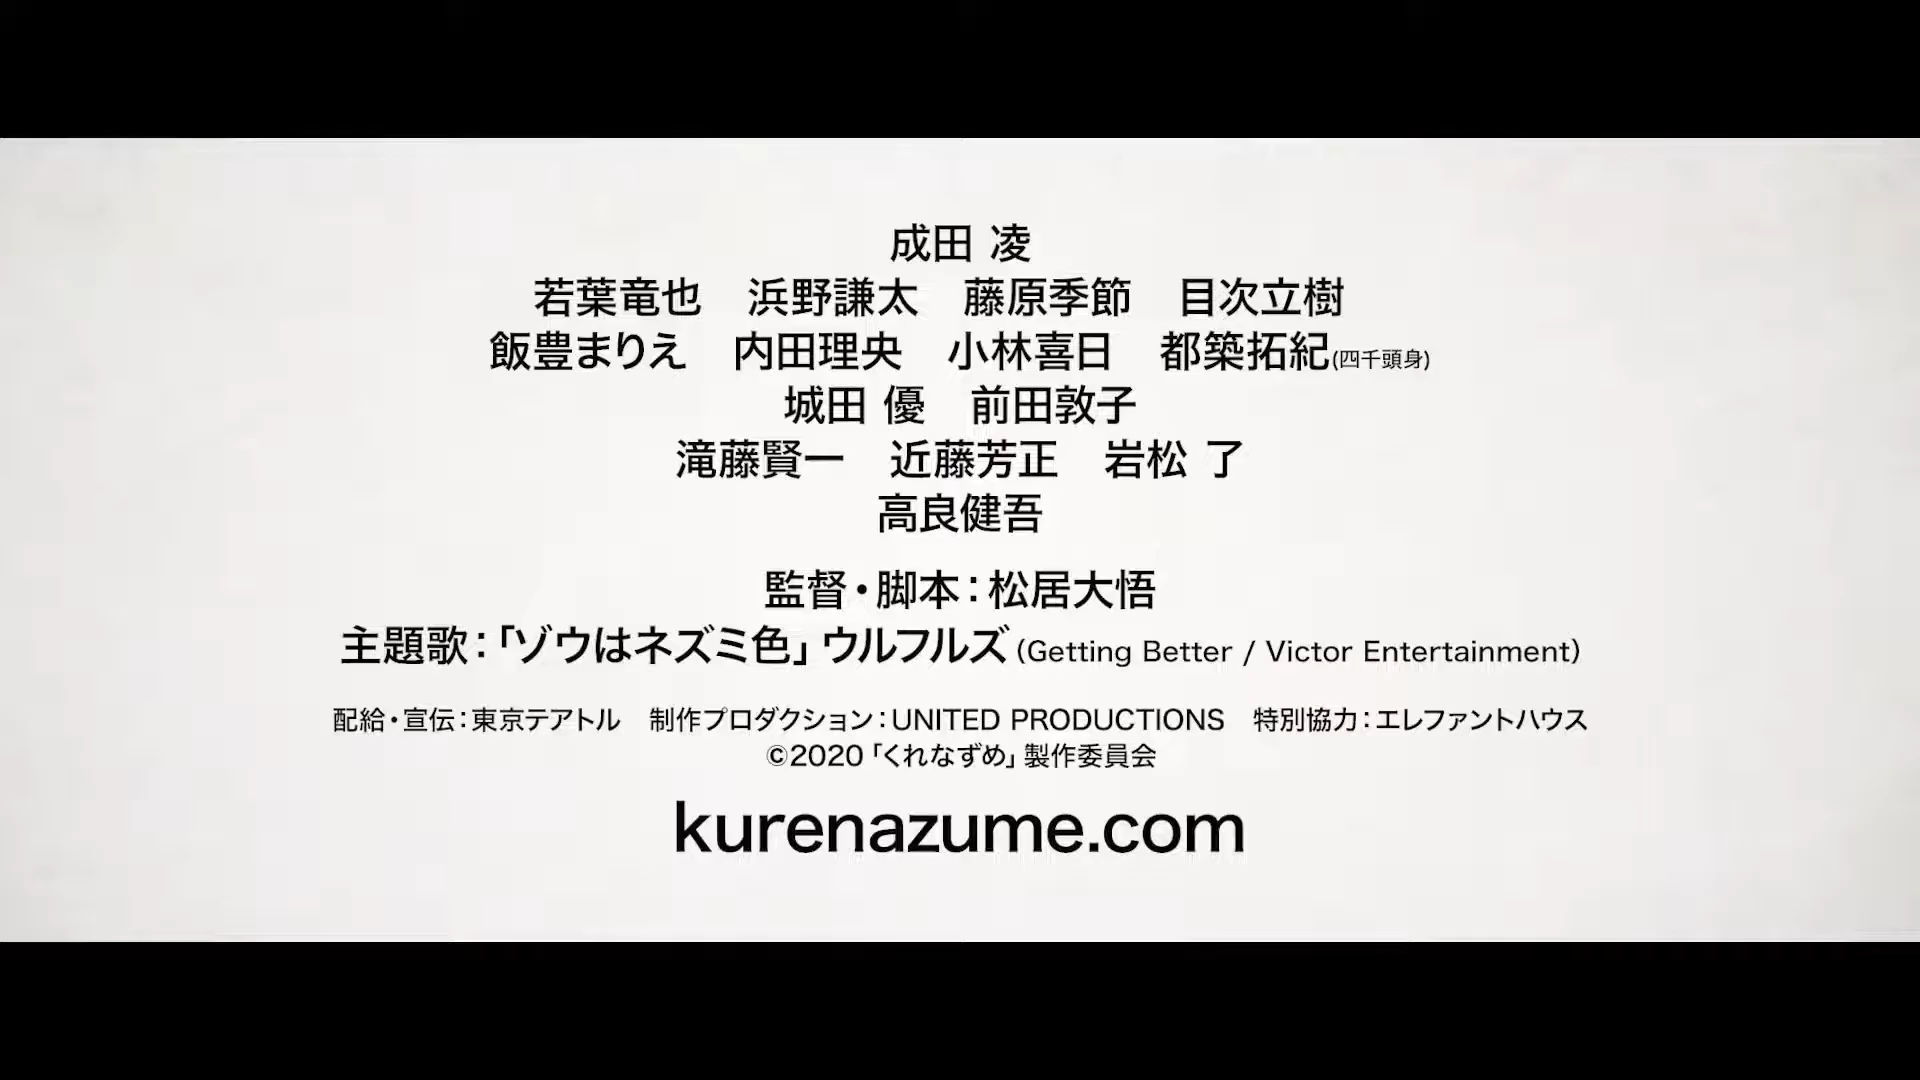 成田 凌
若葉竜也　浜野謙太　藤原季節　目次立樹
飯豊まりえ　内田理央　小林喜日　都築拓紀(四千頭身)
城田 優　前田敦子
滝藤賢一　近藤芳正　岩松 了
高良健吾
監督・脚本：松居大悟
主題歌：「ゾウはネズミ色」ウルフルズ（Getting Better / Victor Entertainment）
配給・宣伝：東京テアトル　制作プロダクション：UNITED PRODUCTIONS　特別協力：エレファントハウス
©2020「くれなずめ」製作委員会
kurenazume.com